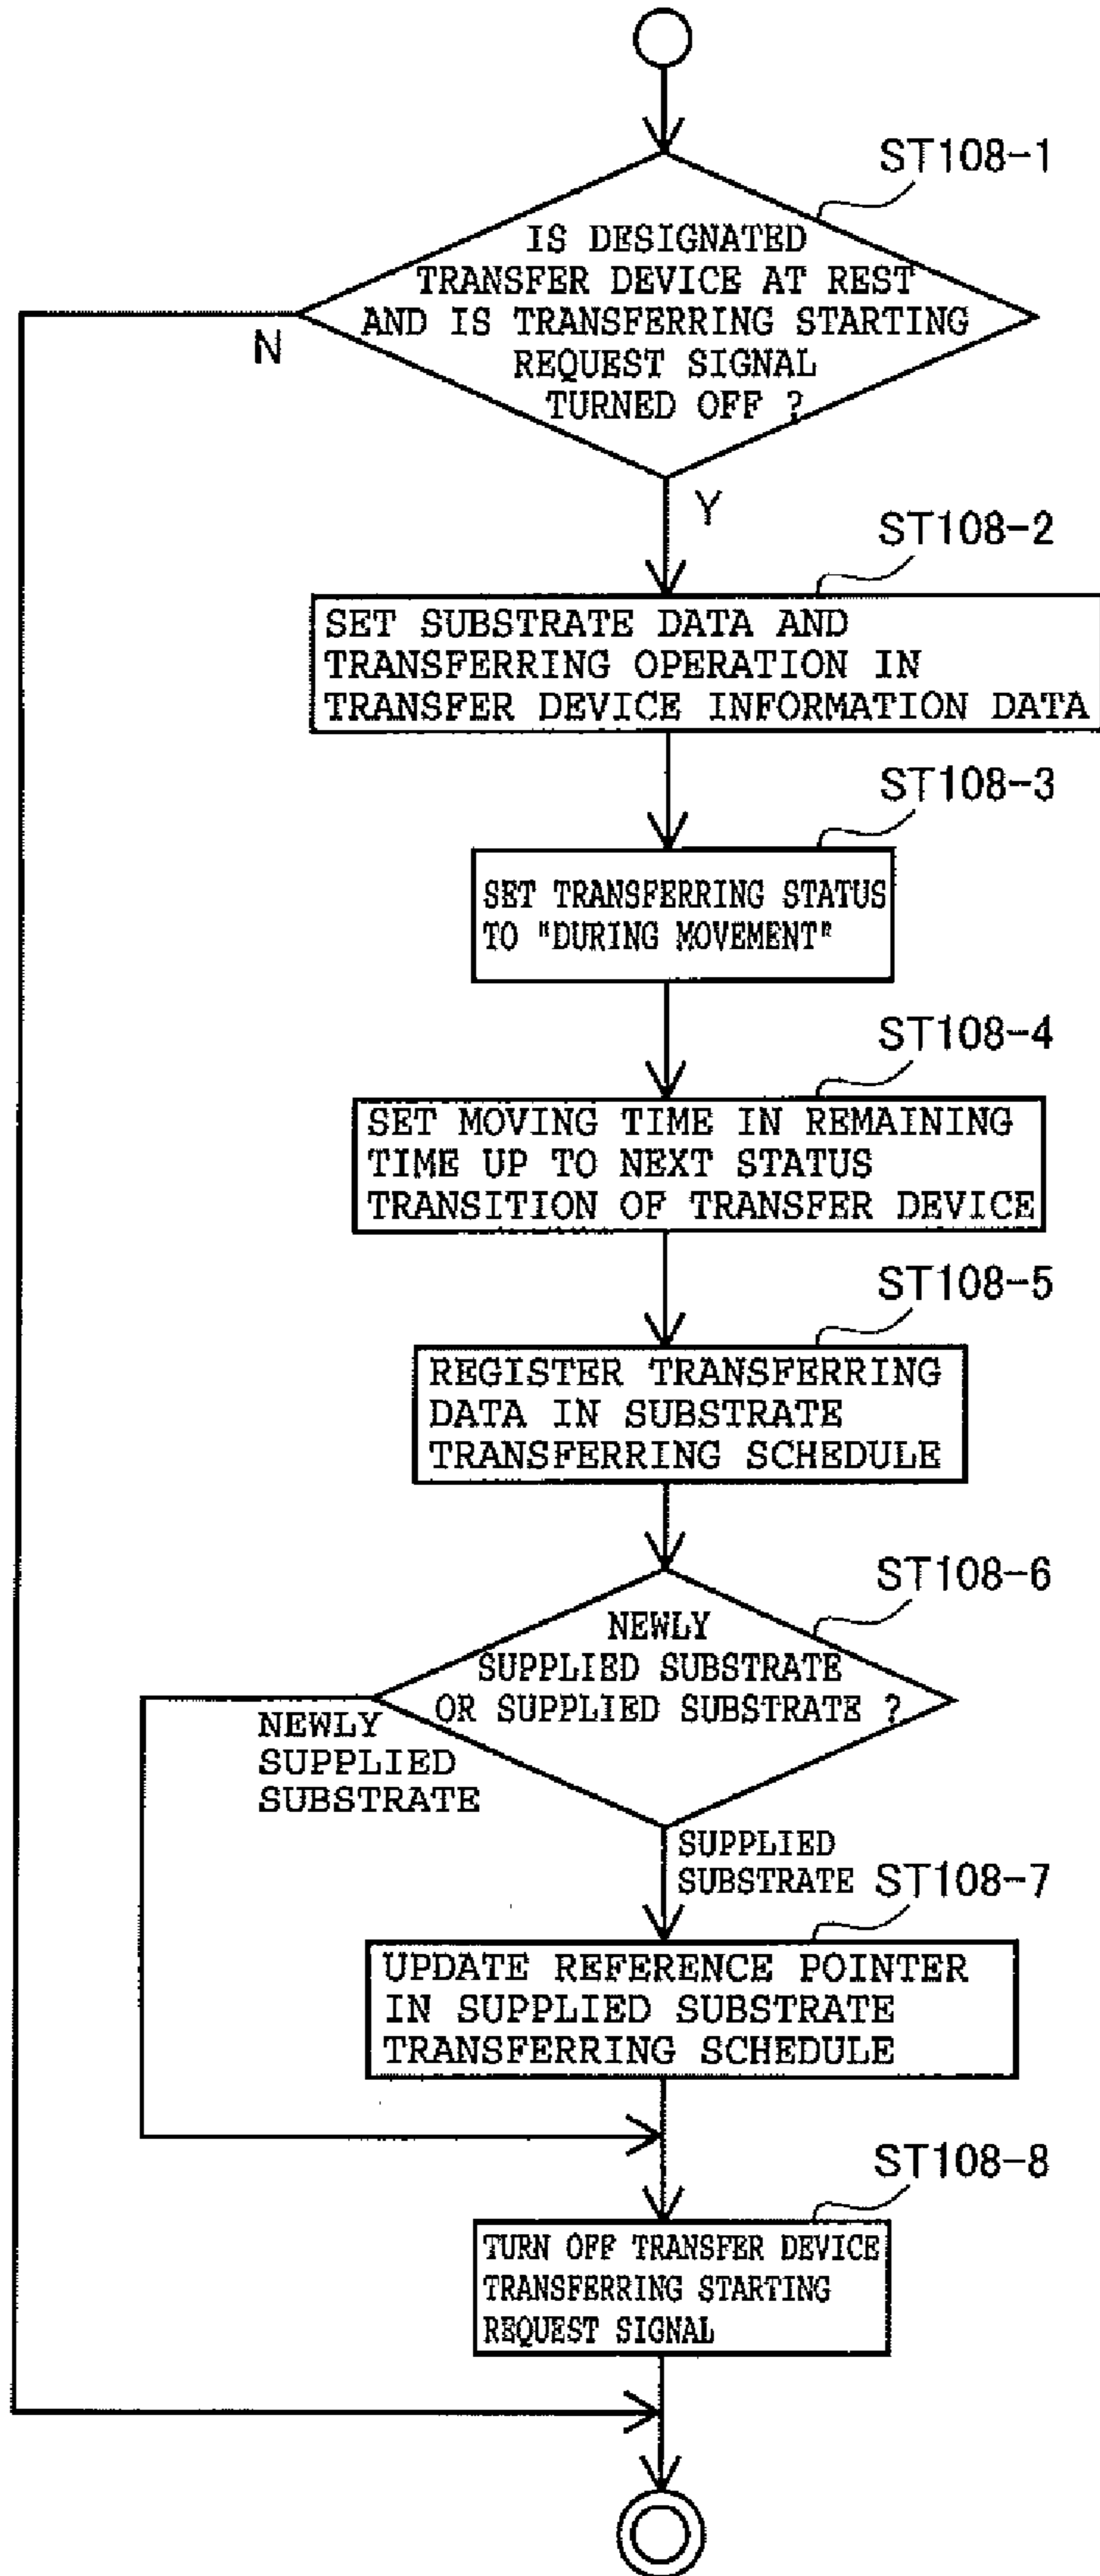 ST108-1
IS DESIGNATED
TRANSFER DEVICE AT REST
AND IS TRANSFERRING STARTING
REQUEST SIGNAL
TURNED OFF ?
N
Y
ST108-2
SET SUBSTRATE DATA AND
TRANSFERRING OPERATION IN
TRANSFER DEVICE INFORMATION DATA
ST108-3
SET TRANSFERRING STATUS
TO "DURING MOVEMENT"
ST108-4
SET MOVING TIME IN REMAINING
TIME UP TO NEXT STATUS
TRANSITION OF TRANSFER DEVICE
ST108-5
REGISTER TRANSFERRING
DATA IN SUBSTRATE
TRANSFERRING SCHEDULE
ST108-6
NEWLY
SUPPLIED SUBSTRATE
OR SUPPLIED SUBSTRATE ?
NEWLY
SUPPLIED
SUBSTRATE
SUPPLIED
SUBSTRATE
ST108-7
UPDATE REFERENCE POINTER
IN SUPPLIED SUBSTRATE
TRANSFERRING SCHEDULE
ST108-8
TURN OFF TRANSFER DEVICE
TRANSFERRING STARTING
REQUEST SIGNAL